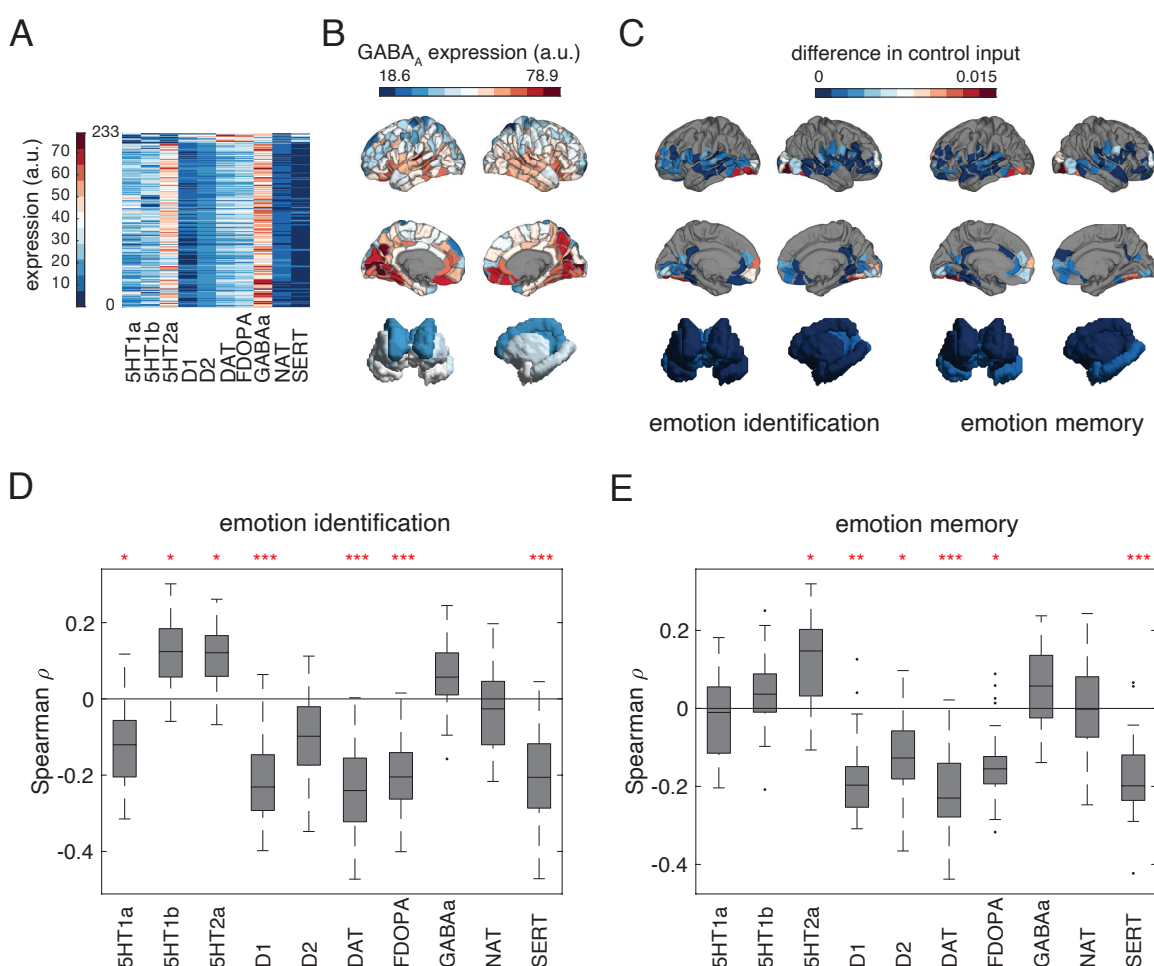 A
expression (a.u.)
70
60
50
40
30
20
10
233
0
5HT1a
5HT1b
5HT2a
D1
D2
DAT
FDOPA
GABAa
NAT
SERT
B
GABAA expression (a.u.)
18.6 78.9
C
difference in control input
0 0.015
emotion identification
emotion memory
D
emotion identification
* * * *** *** *** ***
Spearman ρ
0.2
0
-0.2
-0.4
5HT1a
5HT1b
5HT2a
D1
D2
DAT
FDOPA
GABAa
NAT
SERT
E
emotion memory
* ** * *** * ***
Spearman ρ
0.2
0
-0.2
-0.4
5HT1a
5HT1b
5HT2a
D1
D2
DAT
FDOPA
GABAa
NAT
SERT